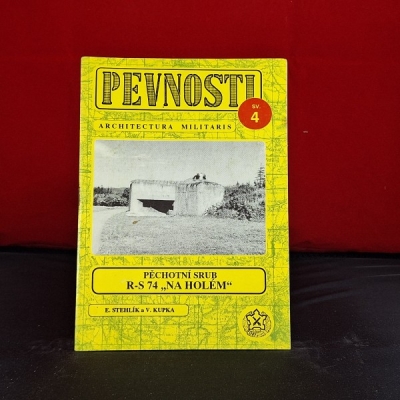 PEVNOSTI
SV.
4
ARCHITECTURA MILITARIS
PĚCHOTNÍ SRUB
R-S 74 „NA HOLÉM“
E. STEHLÍK a V. KUPKA